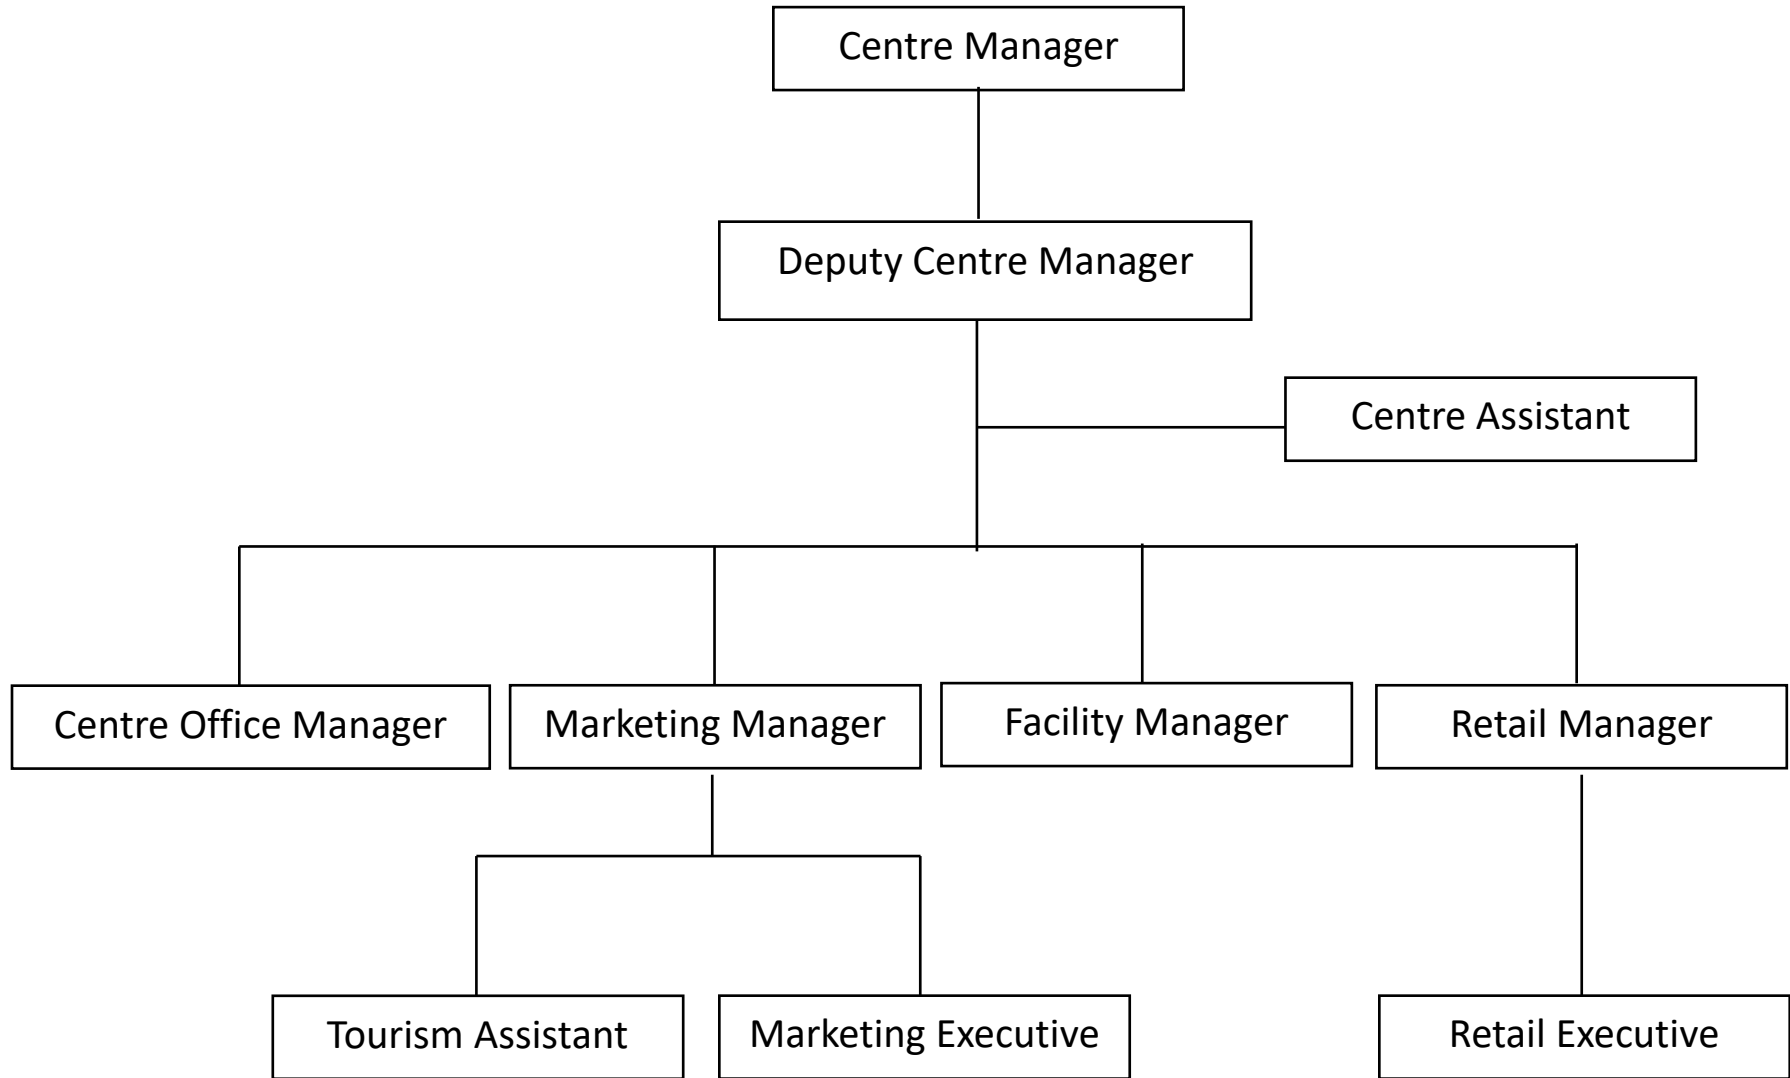 Centre Manager
Deputy Centre Manager
Centre Assistant
Centre Office Manager
Marketing Manager
Facility Manager
Retail Manager
Tourism Assistant
Marketing Executive
Retail Executive